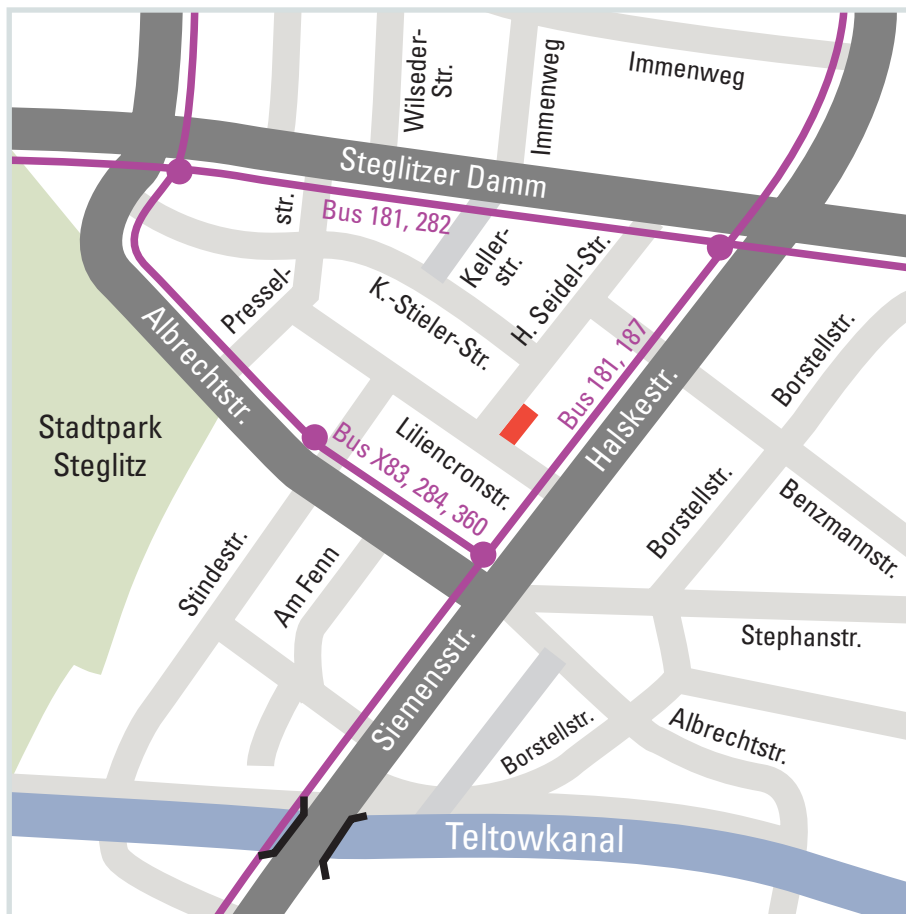 Wilseder-
Str.
Immenweg
Immenweg
Steglitzer Damm
Bus 181, 282
Pressel-
str.
Keller-
str.
K.-Stieler-Str.
H. Seidel-Str.
Bus 181, 187
Halskestr.
Borstellstr.
Albrechtstr.
Stadtpark
Steglitz
Liliencronstr.
Bus X83, 284, 360
Borstellstr.
Benzmannstr.
Stindestr.
Am Fenn
Stephanstr.
Siemensstr.
Borstellstr.
Albrechtstr.
Teltowkanal